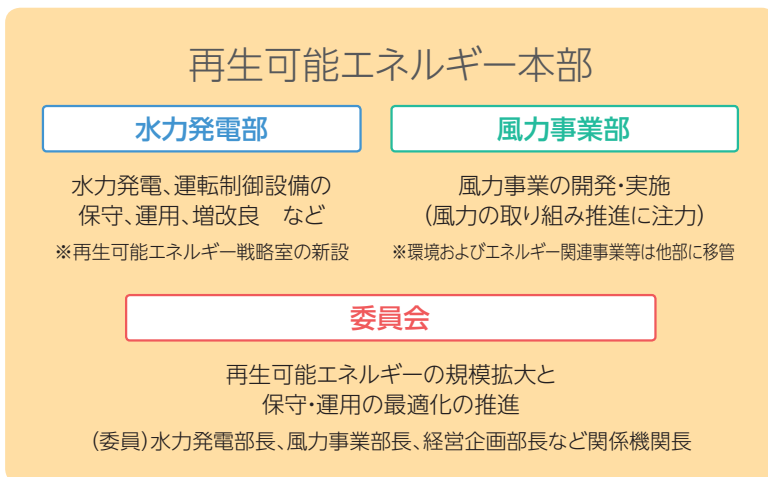 再生可能エネルギー本部
水力発電部
水力発電、運転制御設備の
保守、運用、増改良　など
※再生可能エネルギー戦略室の新設
風力事業部
風力事業の開発・実施
(風力の取り組み推進に注力)
※環境およびエネルギー関連事業等は他部に移管
委員会
再生可能エネルギーの規模拡大と
保守・運用の最適化の推進
(委員)水力発電部長、風力事業部長、経営企画部長など関係機関長